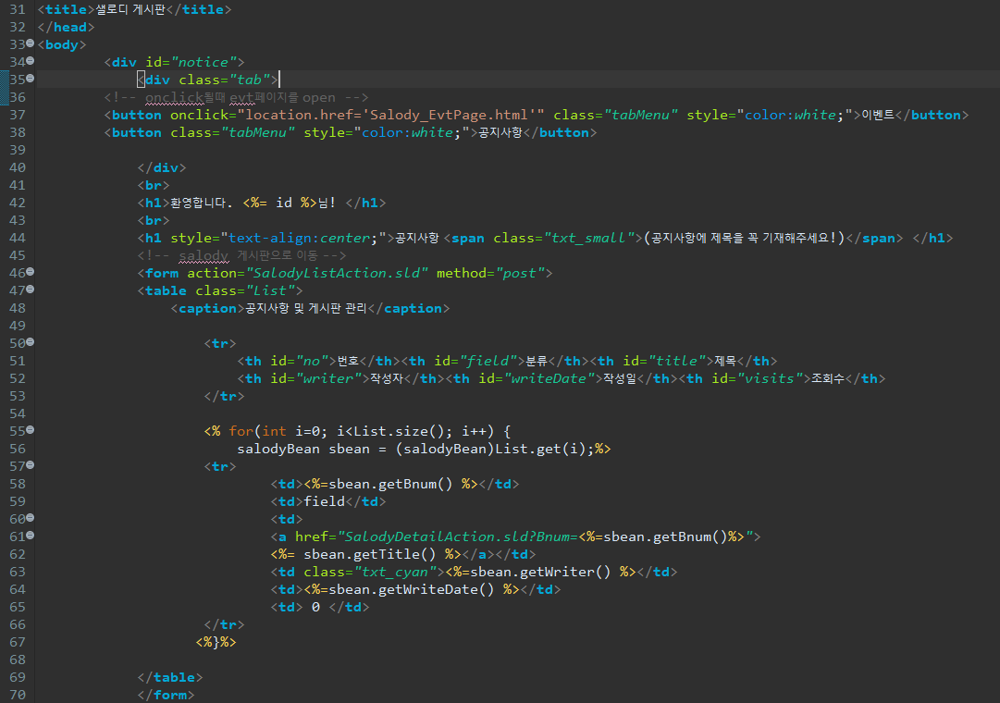 31 <title>샐로디 게시판</title>
32 </head>
33 <body>
34 <div id="notice">
35 <div class="tab">
36 <!-- onclick될때 evt페이지를 open -->
37 <button onclick="location.href='Salody_EvtPage.html'" class="tabMenu" style="color:white;">이벤트</button>
38 <button class="tabMenu" style="color:white;">공지사항</button>
39
40 </div>
41 <br>
42 <h1>환영합니다. <%= id %>님! </h1>
43 <br>
44 <h1 style="text-align:center;">공지사항 <span class="txt_small">(공지사항에 제목을 꼭 기재해주세요!)</span> </h1>
45 <!-- salody 게시판으로 이동 -->
46 <form action="SalodyListAction.sld" method="post">
47 <table class="List">
48 <caption>공지사항 및 게시판 관리</caption>
49
50 <tr>
51 <th id="no">번호</th><th id="field">분류</th><th id="title">제목</th>
52 <th id="writer">작성자</th><th id="writeDate">작성일</th><th id="visits">조회수</th>
53 </tr>
54
55 <% for(int i=0; i<List.size(); i++) {
56 salodyBean sbean = (salodyBean)List.get(i);%>
57 <tr>
58 <td><%=sbean.getBnum() %></td>
59 <td>field</td>
60 <td>
61 <a href="SalodyDetailAction.sld?Bnum=<%=sbean.getBnum()%>">
62 <%= sbean.getTitle() %></a></td>
63 <td class="txt_cyan"><%=sbean.getWriter() %></td>
64 <td><%=sbean.getWriteDate() %></td>
65 <td> 0 </td>
66 </tr>
67 <%}%>
68
69 </table>
70 </form>